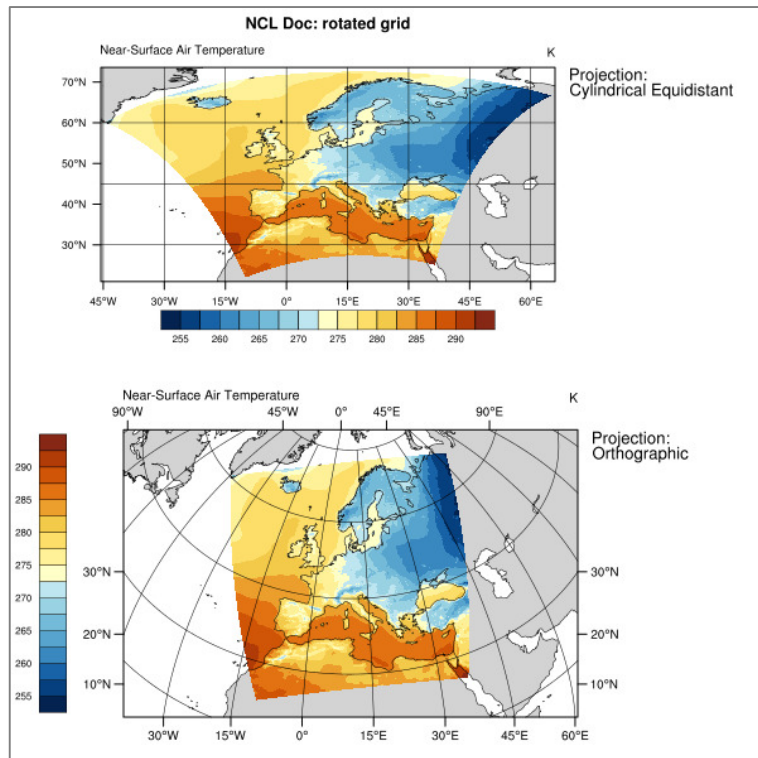 NCL Doc: rotated grid
Near-Surface Air Temperature K
Projection:
Cylindrical Equidistant
70°N
60°N
50°N
40°N
30°N
45°W 30°W 15°W 0° 15°E 30°E 45°E 60°E
255 260 265 270 275 280 285 290
Near-Surface Air Temperature K
90°W 45°W 0° 45°E 90°E
Projection:
Orthographic
290
285
280
275
270
265
260
255
30°N 30°N
20°N 20°N
10°N 10°N
30°W 15°W 0° 15°E 30°E 45°E 60°E